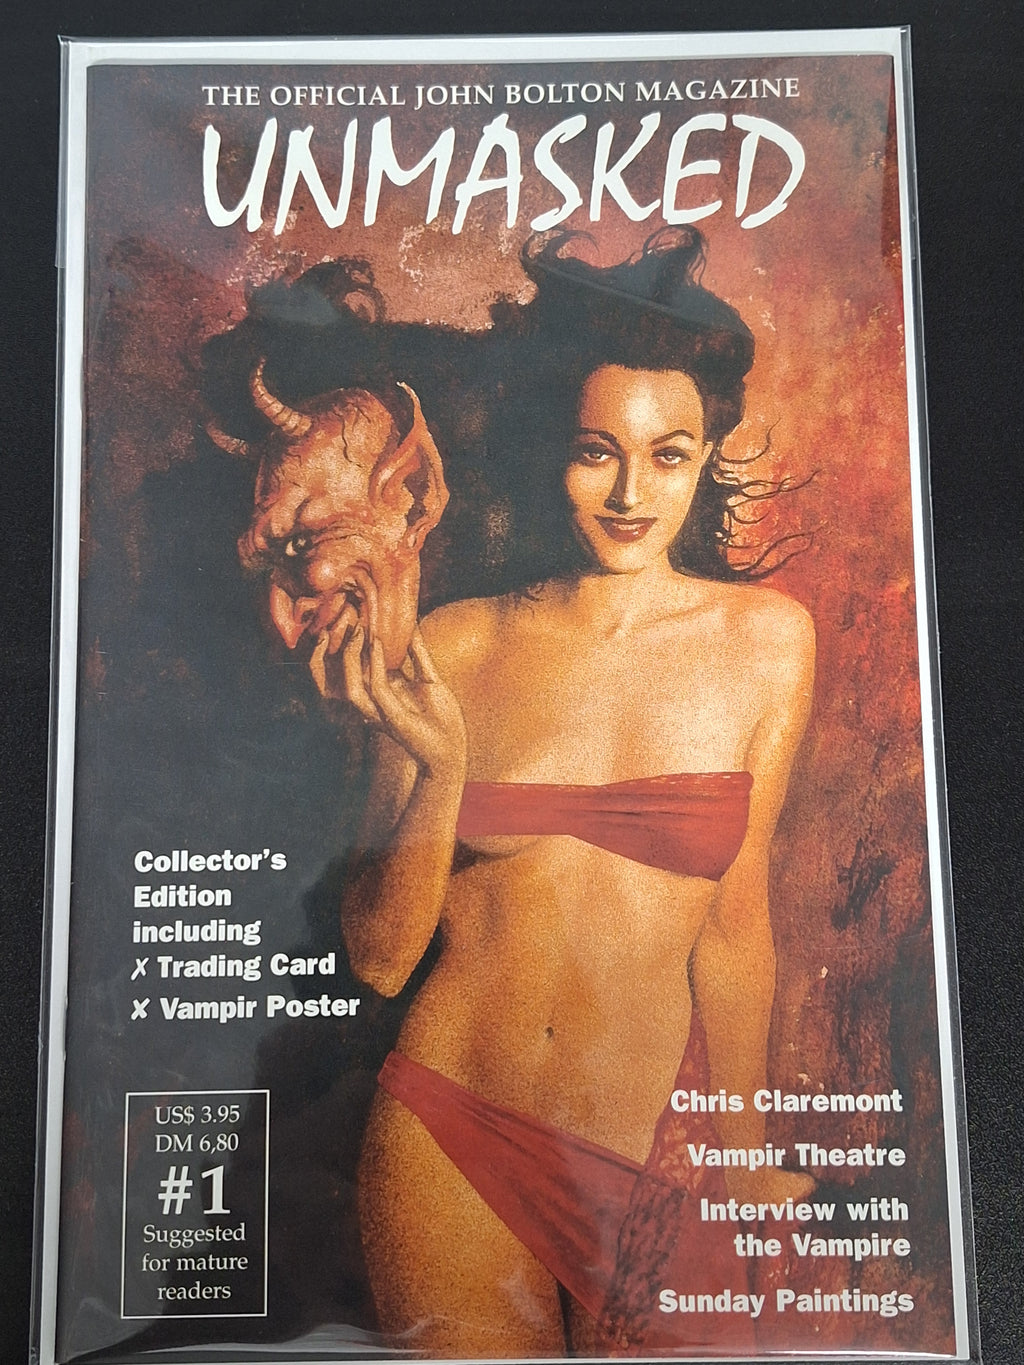 THE OFFICIAL JOHN BOLTON MAGAZINE
UNMASKED
Collector's
Edition
including
✗ Trading Card
✗ Vampir Poster
US$ 3.95
DM 6,80
#1
Suggested
for mature
readers
Chris Claremont
Vampir Theatre
Interview with
the Vampire
Sunday Paintings